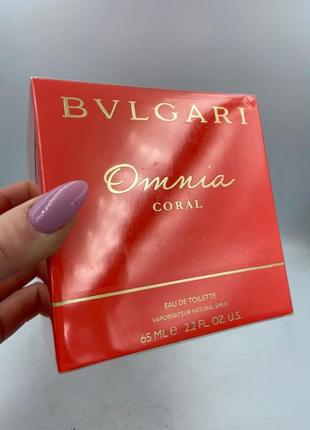 BVLGARI
Omnia
CORAL
EAU DE TOILETTE
VAPORISATEUR NATURAL SPRAY
65 ML e 2.2 FL. OZ. U.S.